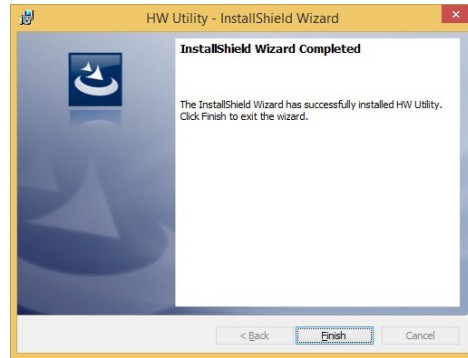 HW Utility - InstallShield Wizard
InstallShield Wizard Completed
The InstallShield Wizard has successfully installed HW Utility.
Click Finish to exit the wizard.
< Back
Finish
Cancel